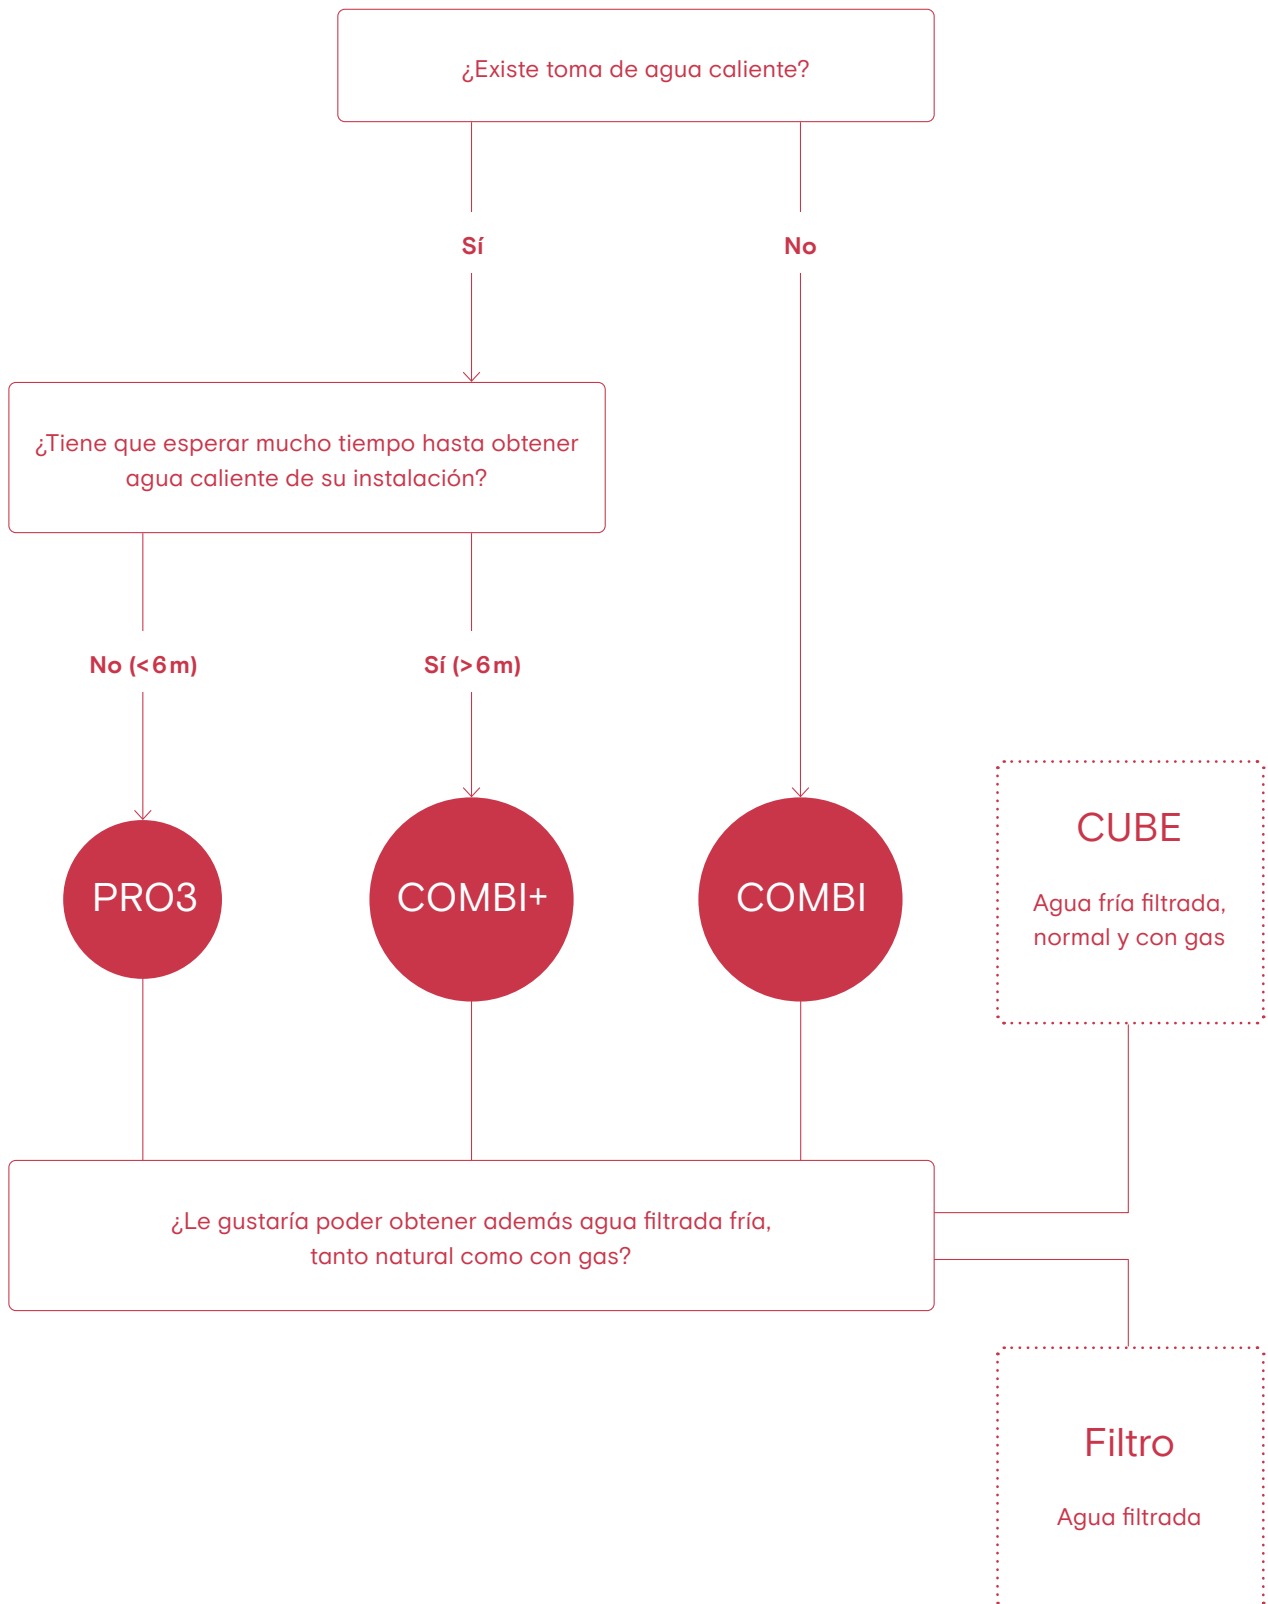 ¿Existe toma de agua caliente?
Sí
No
¿Tiene que esperar mucho tiempo hasta obtener
agua caliente de su instalación?
No (<6 m)
Sí (>6 m)
PRO3
COMBI+
COMBI
CUBE
Agua fría filtrada,
normal y con gas
¿Le gustaría poder obtener además agua filtrada fría,
tanto natural como con gas?
Filtro
Agua filtrada